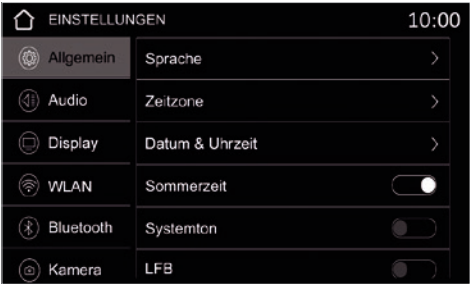 EINSTELLUNGEN 10:00
Allgemein
Audio
Display
WLAN
Bluetooth
Kamera
Sprache
Zeitzone
Datum & Uhrzeit
Sommerzeit
Systemton
LFB